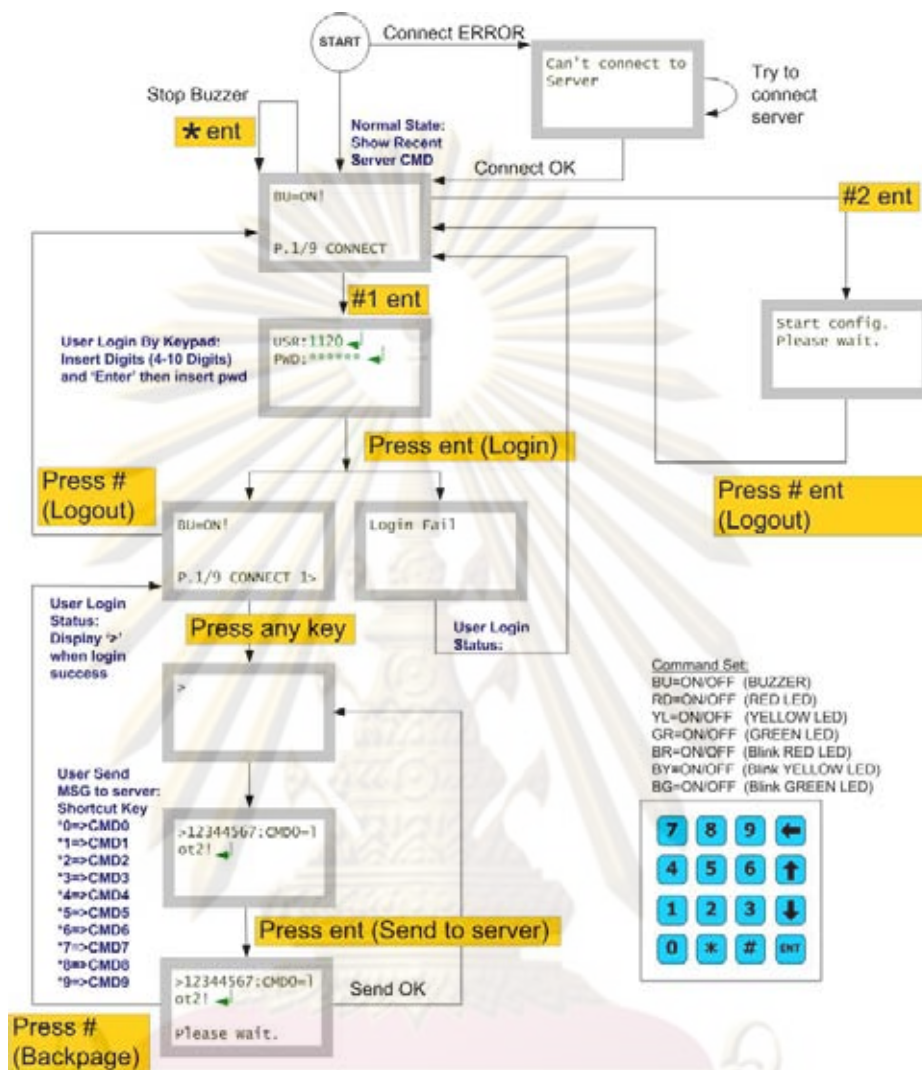 START
Connect ERROR
Can't connect to
Server
Try to
connect
server
Stop Buzzer
* ent
Normal State:
Show Recent
Server CMD
Connect OK
BU=ON!
P.1/9 CONNECT
#2 ent
#1 ent
Start config.
Please wait.
User Login By Keypad:
Insert Digits (4-10 Digits)
and 'Enter' then insert pwd
USR:1120
PWD:******
Press ent (Login)
Press #
(Logout)
Press # ent
(Logout)
BU=ON!
P.1/9 CONNECT 1>
Login Fail
User Login
Status:
Display '>'
when login
success
Press any key
User Login
Status:
>
Command Set:
BU=ON/OFF (BUZZER)
RD=ON/OFF (RED LED)
YL=ON/OFF (YELLOW LED)
GR=ON/OFF (GREEN LED)
BR=ON/OFF (Blink RED LED)
BY=ON/OFF (Blink YELLOW LED)
BG=ON/OFF (Blink GREEN LED)
User Send
MSG to server:
Shortcut Key
*0=>CMD0
*1=>CMD1
*2=>CMD2
*3=>CMD3
*4=>CMD4
*5=>CMD5
*6=>CMD6
*7=>CMD7
*8=>CMD8
*9=>CMD9
>12344567:CMD0=l
ot2!
7 8 9 ←
4 5 6 ↑
1 2 3 ↓
0 * # ENT
Press ent (Send to server)
>12344567:CMD0=l
ot2!
Please wait.
Send OK
Press #
(Backpage)